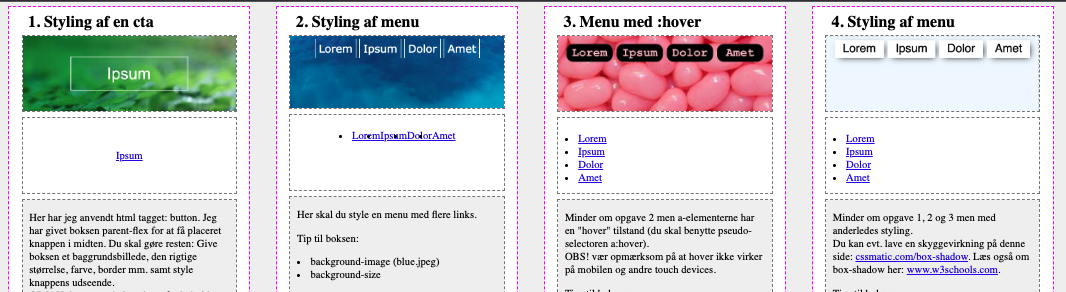 1. Styling af en cta
Ipsum
Ipsum
Her har jeg anvendt html tagget: button. Jeg
har givet boksen parent-flex for at få placeret
knappen i midten. Du skal gøre resten: Give
boksen et baggrundsbillede, den rigtige
størrelse, farve, border mm. samt style
knappens udseende.
2. Styling af menu
Lorem Ipsum Dolor Amet
LoremIpsumDolorAmet
Her skal du style en menu med flere links.
Tip til boksen:
background-image (blue.jpeg)
background-size
3. Menu med :hover
Lorem Ipsum Dolor Amet
Lorem
Ipsum
Dolor
Amet
Minder om opgave 2 men a-elementerne har
en "hover" tilstand (du skal benytte pseudo-
selectoren a:hover).
OBS! vær opmærksom på at hover ikke virker
på mobilen og andre touch devices.
4. Styling af menu
Lorem Ipsum Dolor Amet
Lorem
Ipsum
Dolor
Amet
Minder om opgave 1, 2 og 3 men med
anderledes styling.
Du kan evt. lave en skyggevirkning på denne
side: cssmatic.com/box-shadow. Læs også om
box-shadow her: www.w3schools.com.